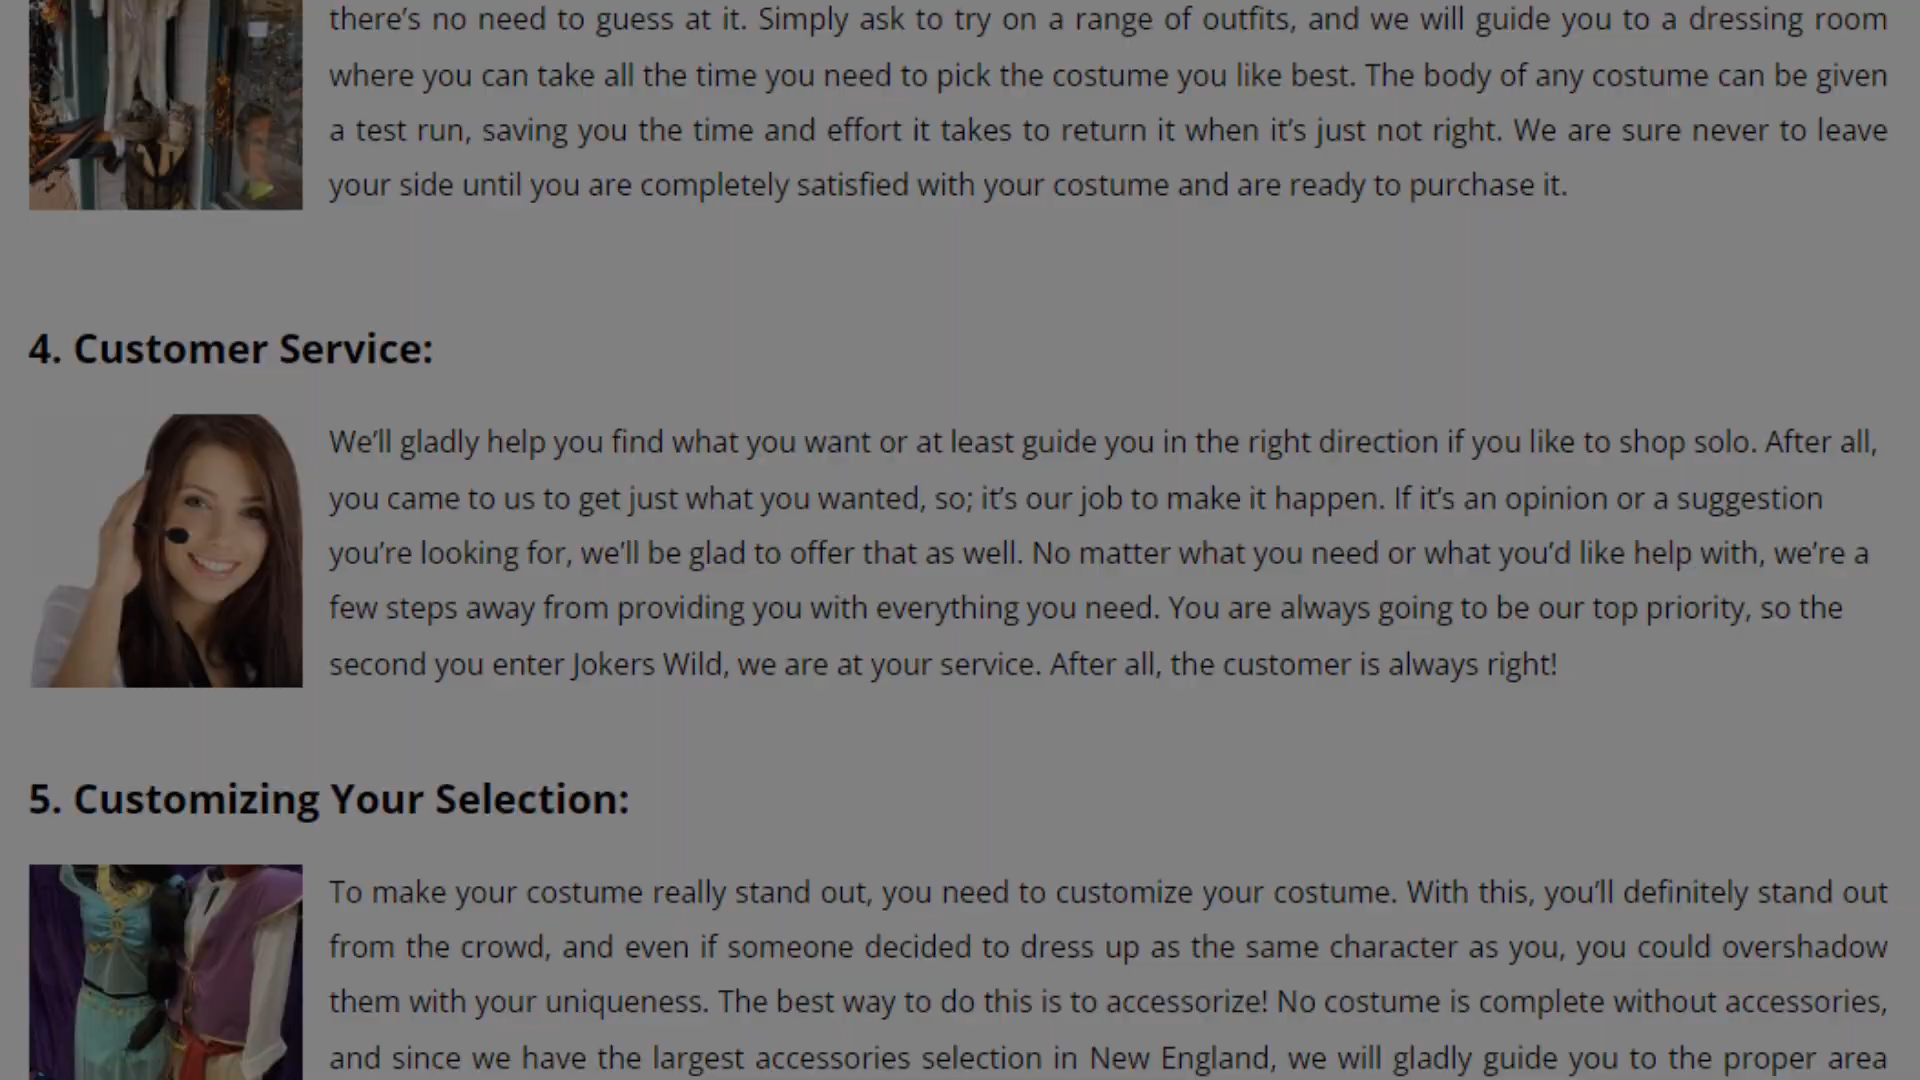 there’s no need to guess at it. Simply ask to try on a range of outfits, and we will guide you to a dressing room
where you can take all the time you need to pick the costume you like best. The body of any costume can be given
a test run, saving you the time and effort it takes to return it when it’s just not right. We are sure never to leave
your side until you are completely satisfied with your costume and are ready to purchase it.
4. Customer Service:
We’ll gladly help you find what you want or at least guide you in the right direction if you like to shop solo. After all,
you came to us to get just what you wanted, so; it’s our job to make it happen. If it’s an opinion or a suggestion
you’re looking for, we’ll be glad to offer that as well. No matter what you need or what you’d like help with, we’re a
few steps away from providing you with everything you need. You are always going to be our top priority, so the
second you enter Jokers Wild, we are at your service. After all, the customer is always right!
5. Customizing Your Selection:
To make your costume really stand out, you need to customize your costume. With this, you’ll definitely stand out
from the crowd, and even if someone decided to dress up as the same character as you, you could overshadow
them with your uniqueness. The best way to do this is to accessorize! No costume is complete without accessories,
and since we have the largest accessories selection in New England, we will gladly guide you to the proper area